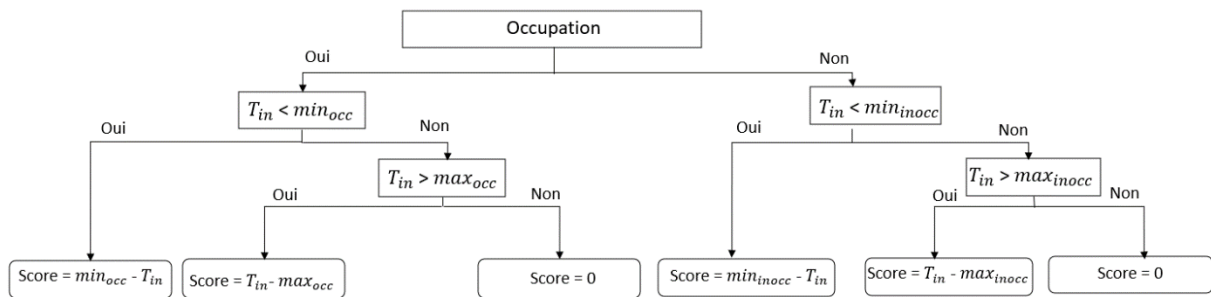 Occupation
Oui
Non
T_in < min_occ
T_in < min_inocc
Oui
Non
Oui
Non
T_in > max_occ
T_in > max_inocc
Oui
Non
Oui
Non
Score = min_occ - T_in
Score = T_in - max_occ
Score = 0
Score = min_inocc - T_in
Score = T_in - max_inocc
Score = 0